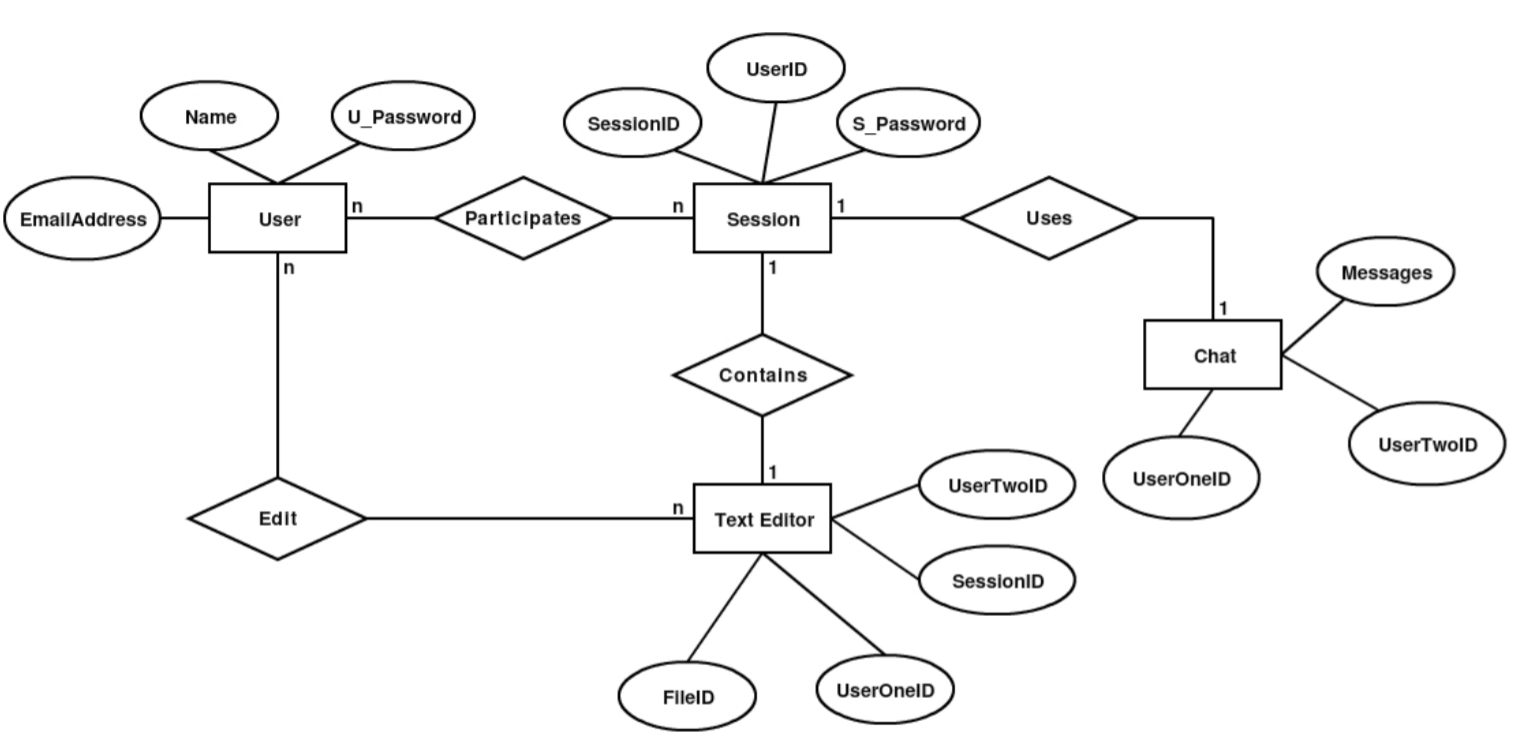 UserID
Name
U_Password
SessionID
S_Password
EmailAddress
User
n
Participates
n
Session
1
Uses
n
1
Messages
1
Chat
Contains
UserTwoID
1
UserOneID
UserTwoID
n
Edit
Text Editor
SessionID
FileID
UserOneID